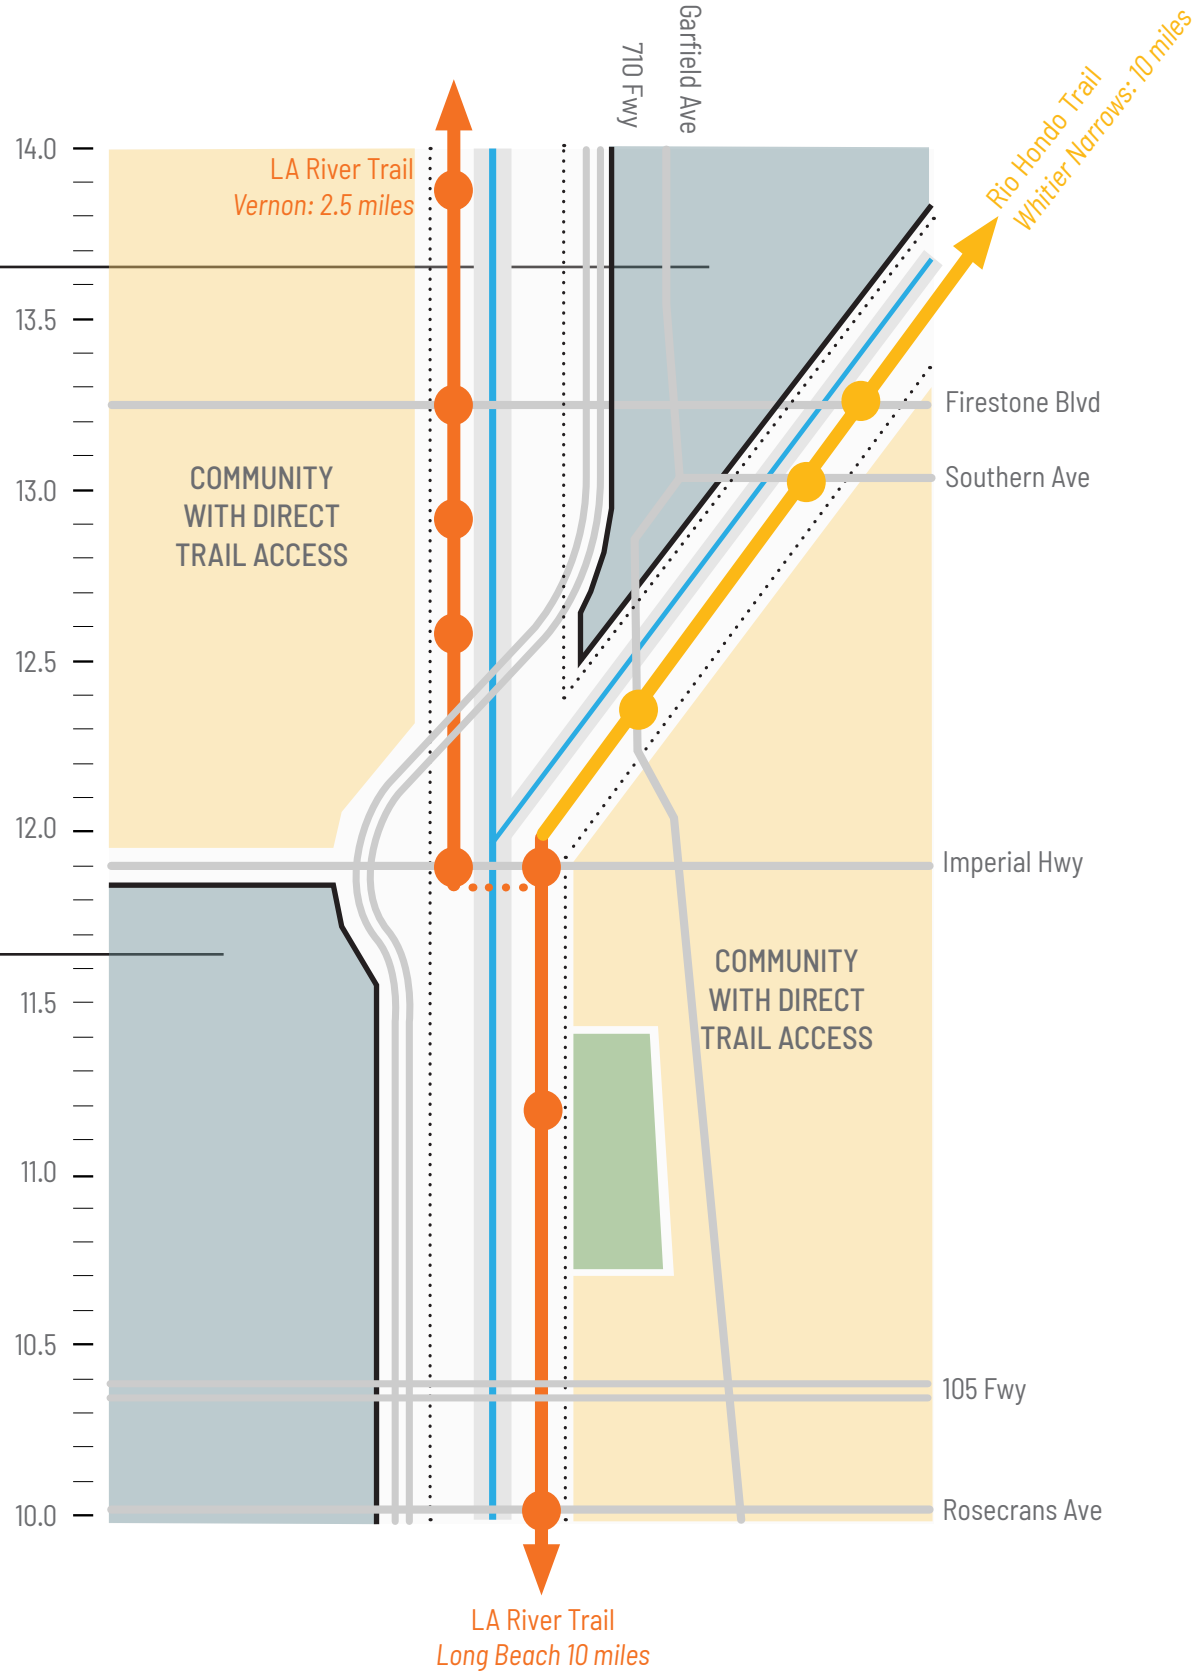 Garfield Ave
710 Fwy
Rio Hondo Trail
Whitier Narrows: 10 miles
14.0
LA River Trail
Vernon: 2.5 miles
13.5
Firestone Blvd
COMMUNITY
WITH DIRECT
TRAIL ACCESS
Southern Ave
13.0
12.5
12.0
Imperial Hwy
COMMUNITY
WITH DIRECT
TRAIL ACCESS
11.5
11.0
10.5
105 Fwy
10.0
Rosecrans Ave
LA River Trail
Long Beach 10 miles